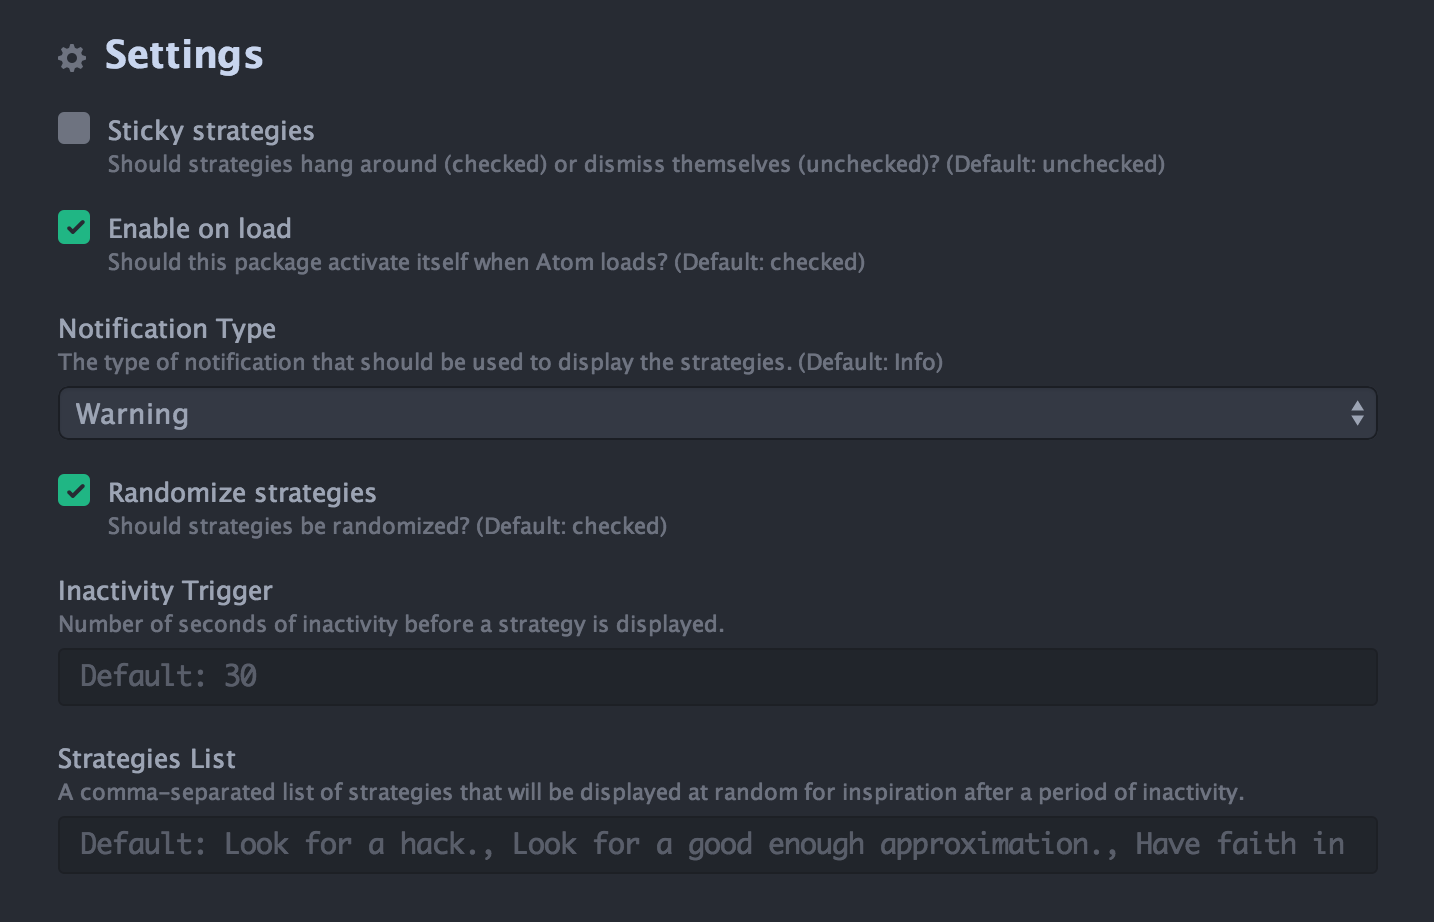 Settings
Sticky strategies
Should strategies hang around (checked) or dismiss themselves (unchecked)? (Default: unchecked)
Enable on load
Should this package activate itself when Atom loads? (Default: checked)
Notification Type
The type of notification that should be used to display the strategies. (Default: Info)
Warning
Randomize strategies
Should strategies be randomized? (Default: checked)
Inactivity Trigger
Number of seconds of inactivity before a strategy is displayed.
Default: 30
Strategies List
A comma-separated list of strategies that will be displayed at random for inspiration after a period of inactivity.
Default: Look for a hack., Look for a good enough approximation., Have faith in